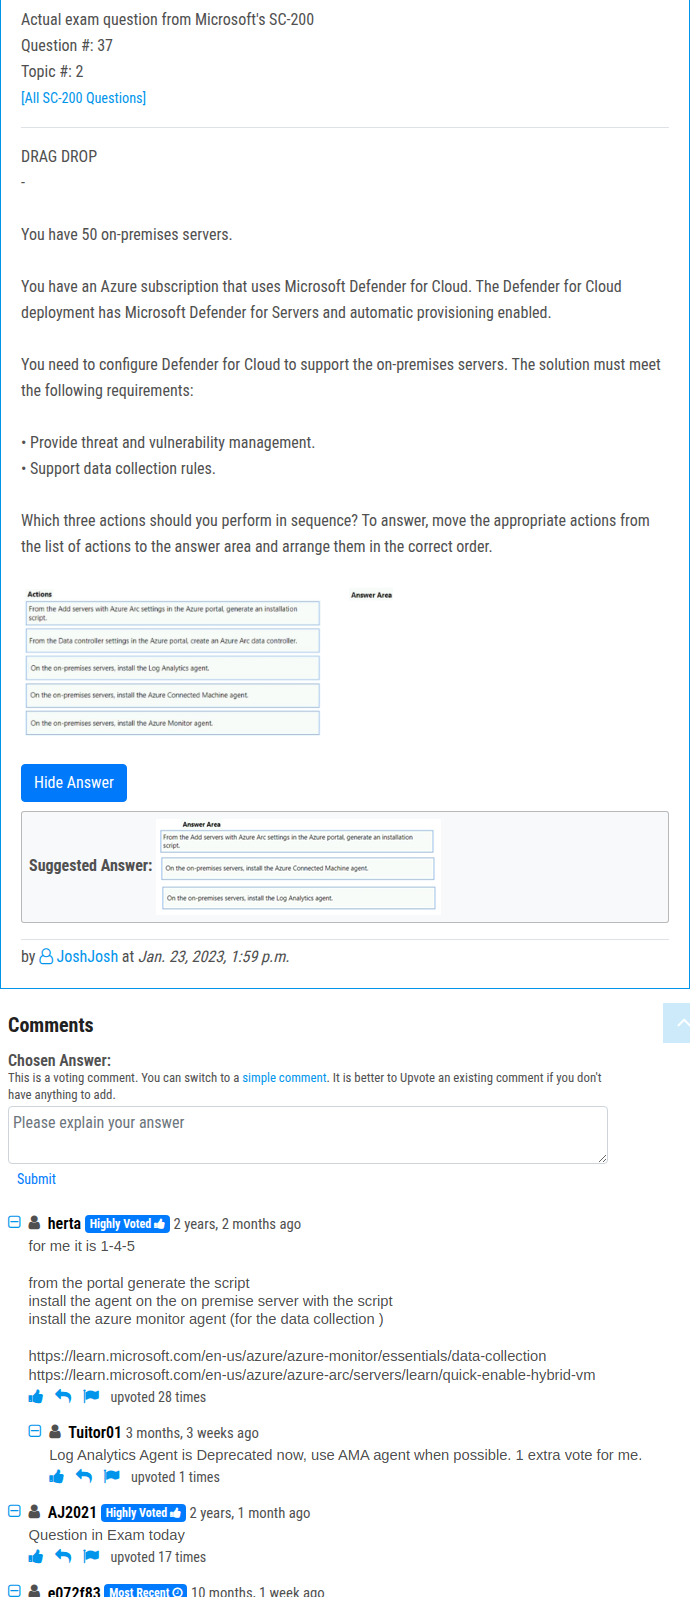 Actual exam question from Microsoft's SC-200
Question #: 37
Topic #: 2
[All SC-200 Questions]
DRAG DROP
-
You have 50 on-premises servers.
You have an Azure subscription that uses Microsoft Defender for Cloud. The Defender for Cloud
deployment has Microsoft Defender for Servers and automatic provisioning enabled.
You need to configure Defender for Cloud to support the on-premises servers. The solution must meet
the following requirements:
• Provide threat and vulnerability management.
• Support data collection rules.
Which three actions should you perform in sequence? To answer, move the appropriate actions from
the list of actions to the answer area and arrange them in the correct order.
Actions
Answer Area
From the Add servers with Azure Arc settings in the Azure portal, generate an installation
script.
From the Data controller settings in the Azure portal, create an Azure Arc data controller.
On the on-premises servers, install the Log Analytics agent.
On the on-premises servers, install the Azure Connected Machine agent.
On the on-premises servers, install the Azure Monitor agent.
Hide Answer
Suggested Answer:
Answer Area
From the Add servers with Azure Arc settings in the Azure portal, generate an installation
script.
On the on-premises servers, install the Azure Connected Machine agent.
On the on-premises servers, install the Log Analytics agent.
by JoshJosh at Jan. 23, 2023, 1:59 p.m.
Comments
Chosen Answer:
This is a voting comment. You can switch to a simple comment. It is better to Upvote an existing comment if you don't
have anything to add.
Please explain your answer
Submit
herta Highly Voted 2 years, 2 months ago
for me it is 1-4-5
from the portal generate the script
install the agent on the on premise server with the script
install the azure monitor agent (for the data collection )
https://learn.microsoft.com/en-us/azure/azure-monitor/essentials/data-collection
https://learn.microsoft.com/en-us/azure/azure-arc/servers/learn/quick-enable-hybrid-vm
upvoted 28 times
Tuitor01 3 months, 3 weeks ago
Log Analytics Agent is Deprecated now, use AMA agent when possible. 1 extra vote for me.
upvoted 1 times
AJ2021 Highly Voted 2 years, 1 month ago
Question in Exam today
upvoted 17 times
e072f83 Most Recent 10 months, 1 week ago